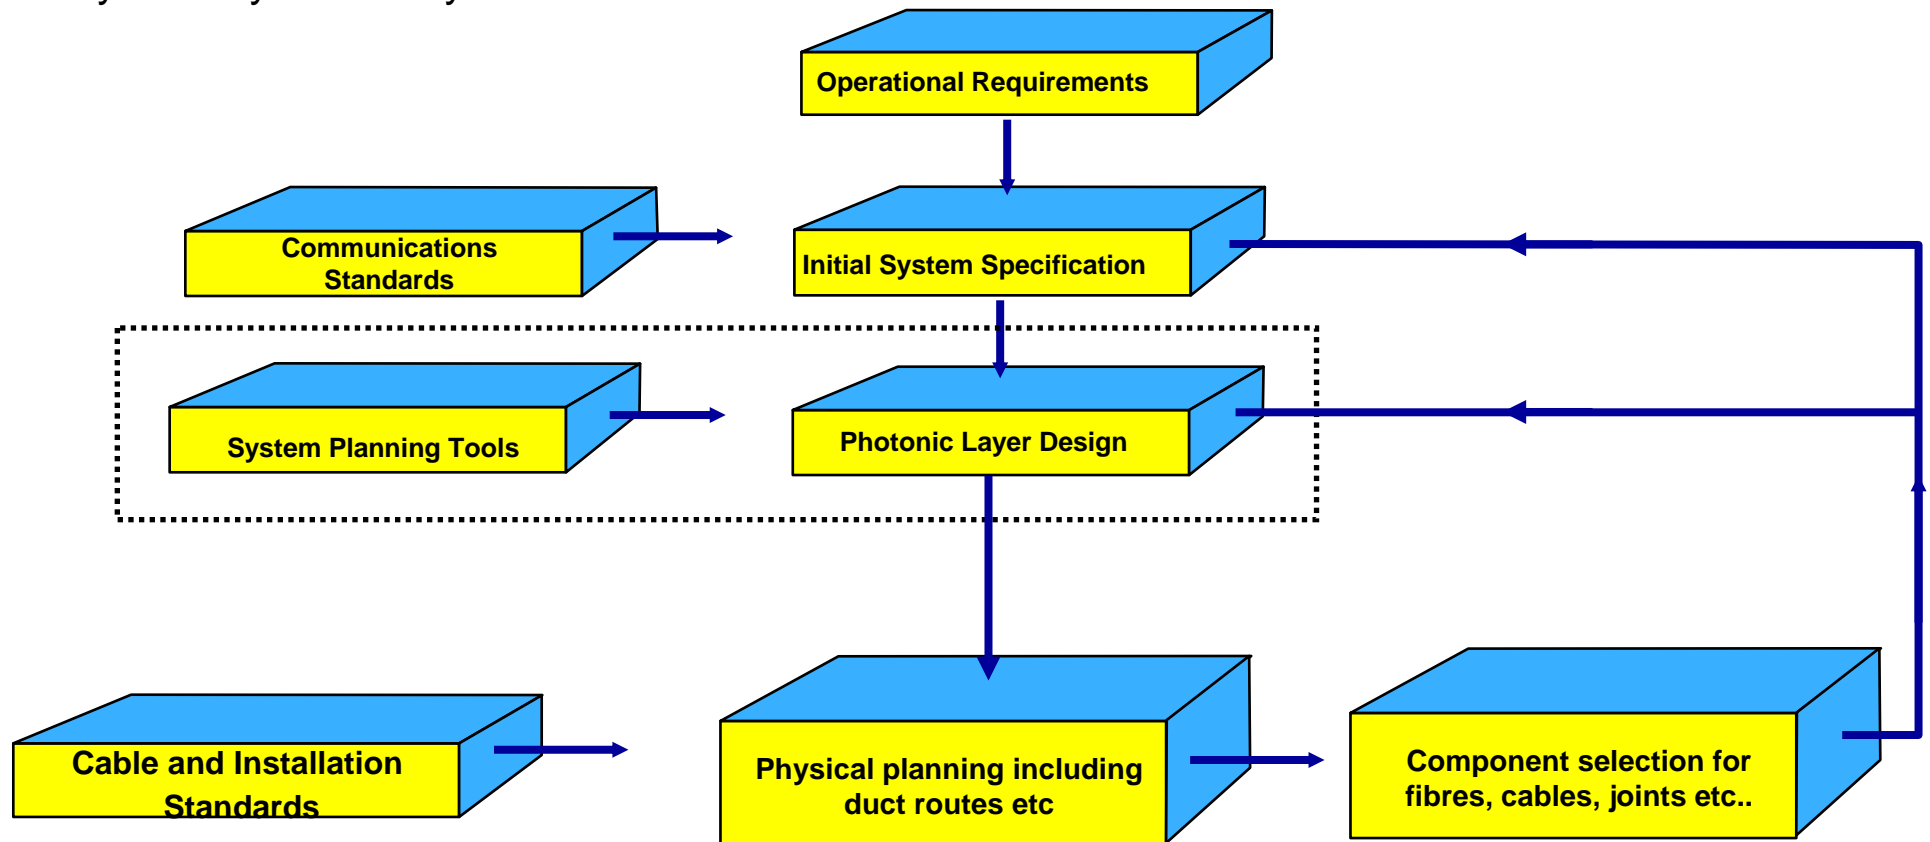 Operational Requirements
Communications
Standards
Initial System Specification
System Planning Tools
Photonic Layer Design
Cable and Installation
Standards
Physical planning including
duct routes etc
Component selection for
fibres, cables, joints etc..